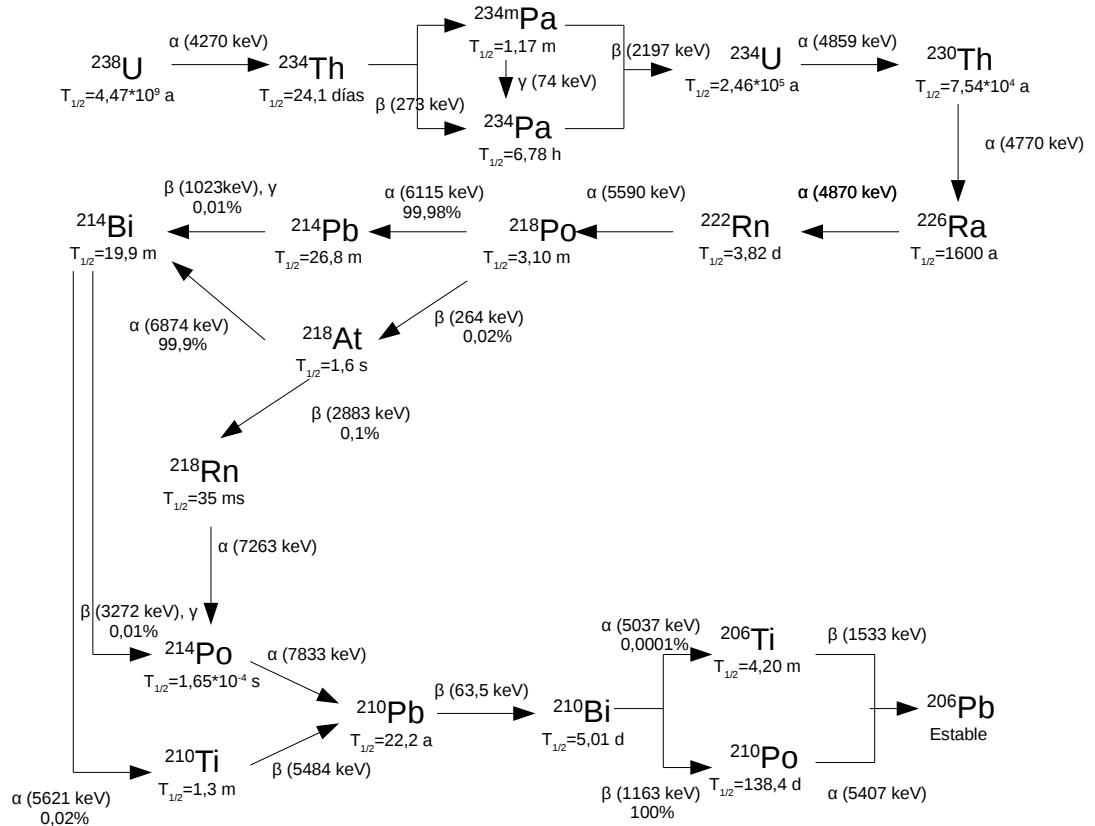 α (4270 keV)
²³⁸U
T₁/₂=4,47*10⁹ a
²³⁴Th
T₁/₂=24,1 días
β (273 keV)
²³⁴ᵐPa
T₁/₂=1,17 m
γ (74 keV)
²³⁴Pa
T₁/₂=6,78 h
β (2197 keV)
²³⁴U
T₁/₂=2,46*10⁵ a
α (4859 keV)
²³⁰Th
T₁/₂=7,54*10⁴ a
α (4770 keV)
²²⁶Ra
T₁/₂=1600 a
α (4870 keV)
²²²Rn
T₁/₂=3,82 d
α (5590 keV)
²¹⁸Po
T₁/₂=3,10 m
α (6115 keV)
99,98%
²¹⁴Pb
T₁/₂=26,8 m
β (1023keV), γ
0,01%
²¹⁴Bi
T₁/₂=19,9 m
β (264 keV)
0,02%
²¹⁸At
T₁/₂=1,6 s
α (6874 keV)
99,9%
β (2883 keV)
0,1%
²¹⁸Rn
T₁/₂=35 ms
α (7263 keV)
β (3272 keV), γ
0,01%
²¹⁴Po
T₁/₂=1,65*10⁻⁴ s
α (7833 keV)
α (5621 keV)
0,02%
²¹⁰Ti
T₁/₂=1,3 m
β (5484 keV)
²¹⁰Pb
T₁/₂=22,2 a
β (63,5 keV)
²¹⁰Bi
T₁/₂=5,01 d
α (5037 keV)
0,0001%
²⁰⁶Ti
T₁/₂=4,20 m
β (1533 keV)
β (1163 keV)
100%
²¹⁰Po
T₁/₂=138,4 d
α (5407 keV)
²⁰⁶Pb
Estable